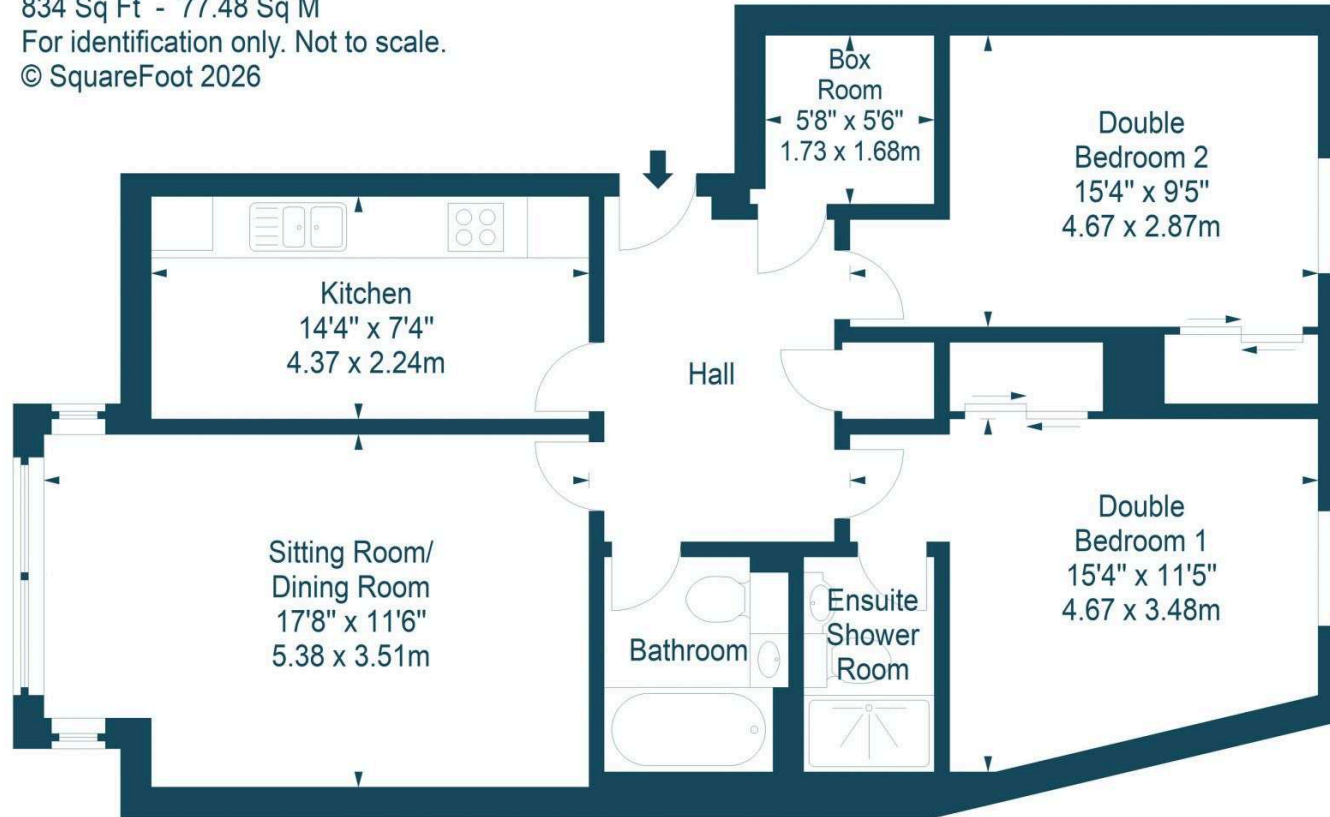 834 Sq Ft - 77.48 Sq M
For identification only. Not to scale.
© SquareFoot 2026
Box
Room
5'8" x 5'6"
1.73 x 1.68m
Double
Bedroom 2
15'4" x 9'5"
4.67 x 2.87m
Kitchen
14'4" x 7'4"
4.37 x 2.24m
Hall
Sitting Room/
Dining Room
17'8" x 11'6"
5.38 x 3.51m
Bathroom
Ensuite
Shower
Room
Double
Bedroom 1
15'4" x 11'5"
4.67 x 3.48m